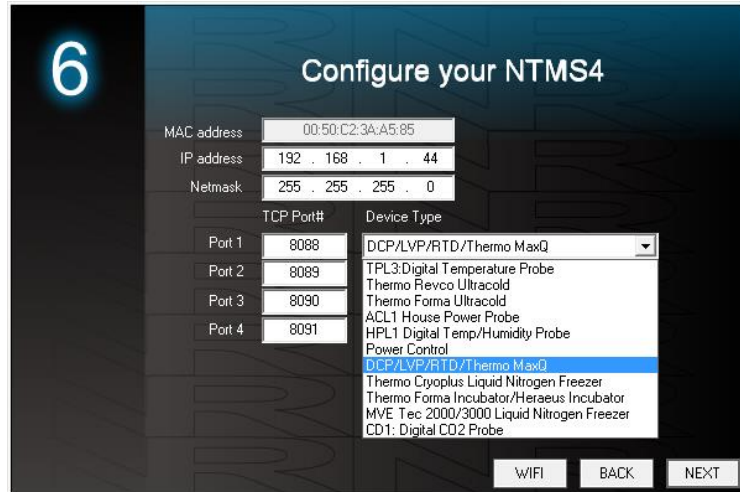 6
Configure your NTMS4
MAC address 00:50:C2:3A:A5:85
IP address 192 . 168 . 1 . 44
Netmask 255 . 255 . 255 . 0
TCP Port# Device Type
Port 1 8088 DCP/LVP/RTD/Thermo MaxQ
Port 2 8089
Port 3 8090
Port 4 8091
TPL3:Digital Temperature Probe
Thermo Revco Ultracold
Thermo Forma Ultracold
ACL1 House Power Probe
HPL1 Digital Temp/Humidity Probe
Power Control
DCP/LVP/RTD/Thermo MaxQ
Thermo Cryoplus Liquid Nitrogen Freezer
Thermo Forma Incubator/Heraeus Incubator
MVE Tec 2000/3000 Liquid Nitrogen Freezer
CD1: Digital CO2 Probe
WIFI BACK NEXT